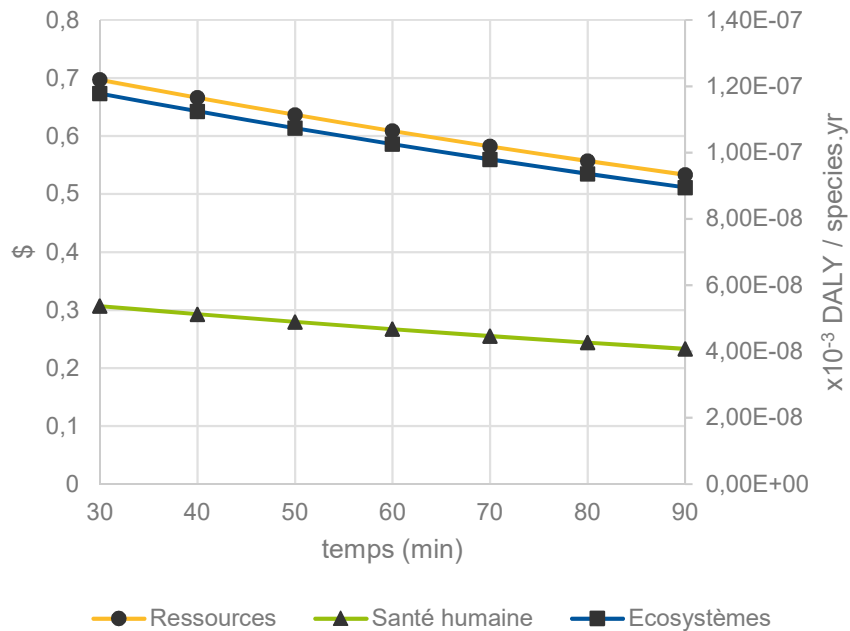 0,8
0,7
0,6
0,5
0,4
0,3
0,2
0,1
0
$
1,40E-07
1,20E-07
1,00E-07
8,00E-08
6,00E-08
4,00E-08
2,00E-08
0,00E+00
x10⁻³ DALY / species.yr
30 40 50 60 70 80 90
temps (min)
Ressources Santé humaine Ecosystèmes